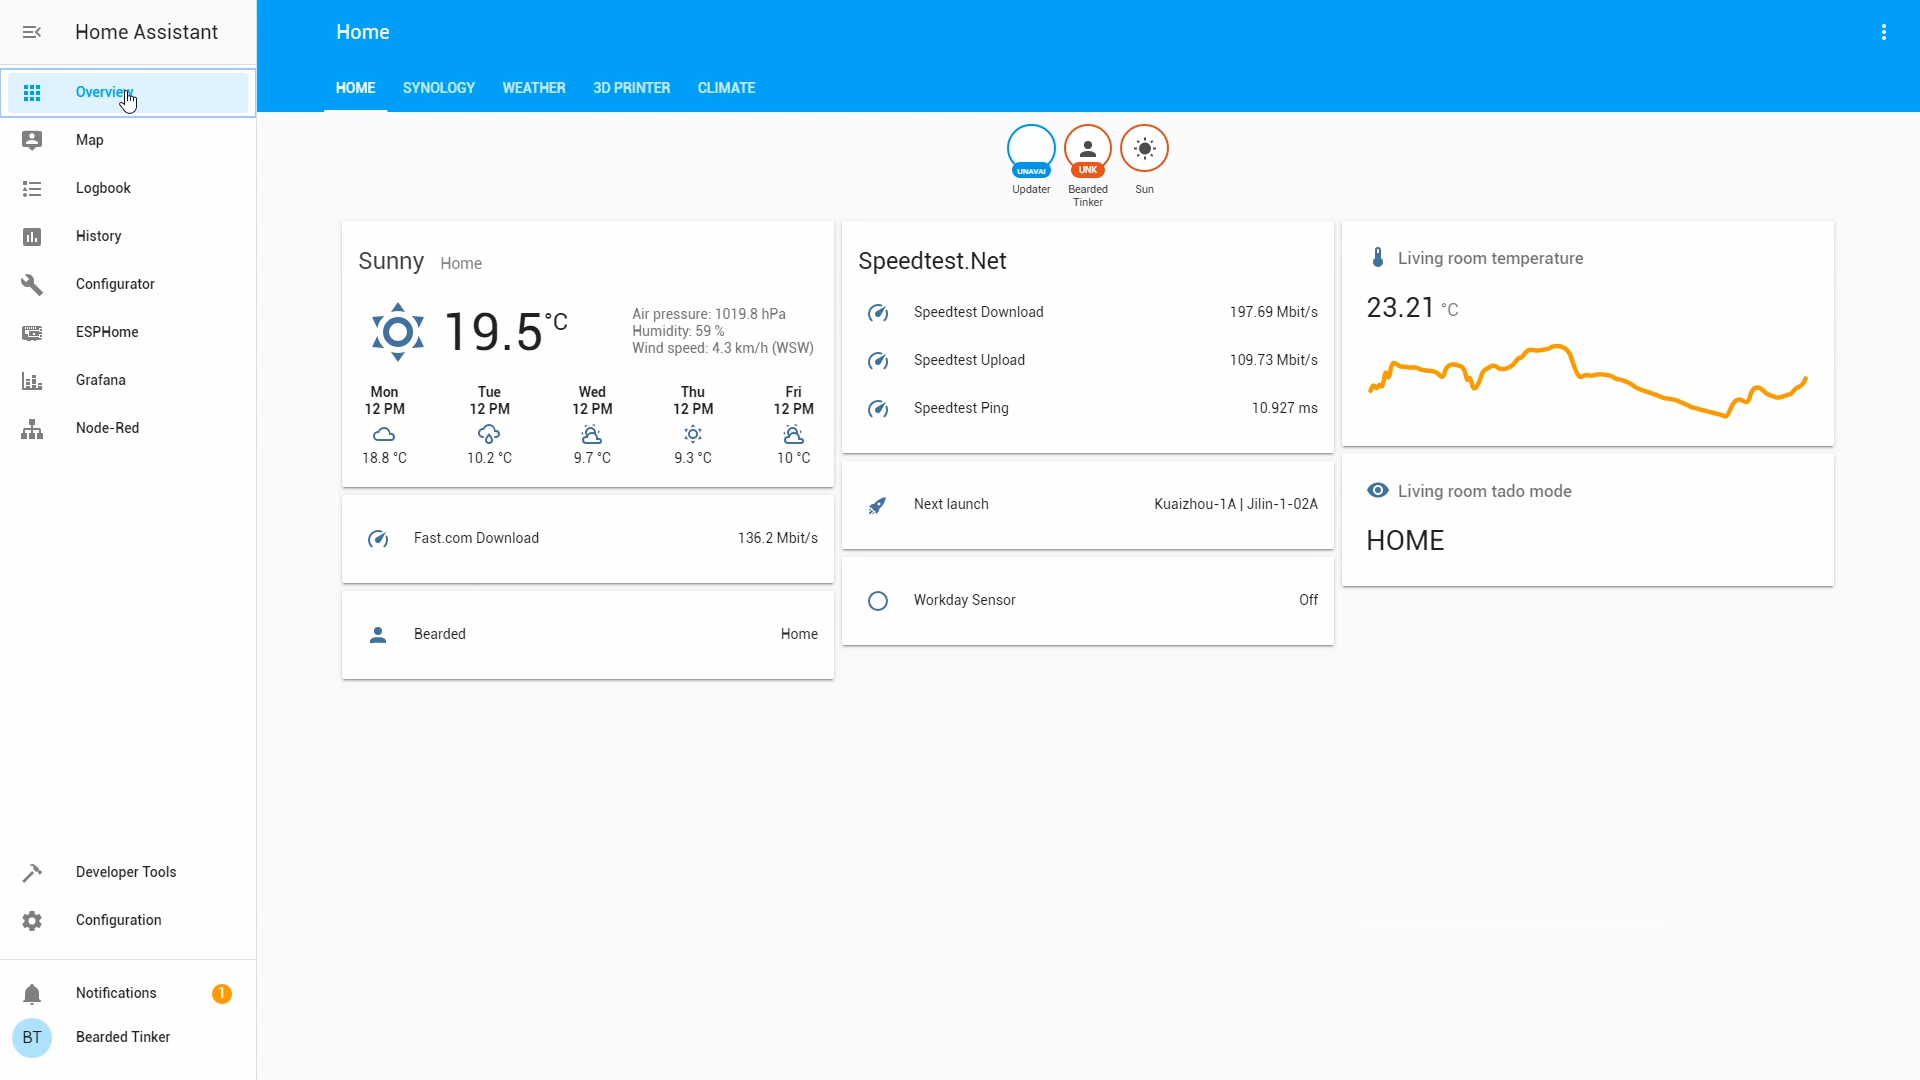 Home Assistant
Overview
Map
Logbook
History
Configurator
ESPHome
Grafana
Node-Red
Developer Tools
Configuration
Notifications 1
BT Bearded Tinker
Home
HOME SYNOLOGY WEATHER 3D PRINTER CLIMATE
UNAVAI UNK
Updater Bearded Sun
Tinker
Sunny Home
19.5 °C
Air pressure: 1019.8 hPa
Humidity: 59 %
Wind speed: 4.3 km/h (WSW)
Mon Tue Wed Thu Fri
12 PM 12 PM 12 PM 12 PM 12 PM
18.8 °C 10.2 °C 9.7 °C 9.3 °C 10 °C
Fast.com Download 136.2 Mbit/s
Bearded Home
Speedtest.Net
Speedtest Download 197.69 Mbit/s
Speedtest Upload 109.73 Mbit/s
Speedtest Ping 10.927 ms
Next launch Kuaizhou-1A | Jilin-1-02A
Workday Sensor Off
Living room temperature
23.21 °C
Living room tado mode
HOME